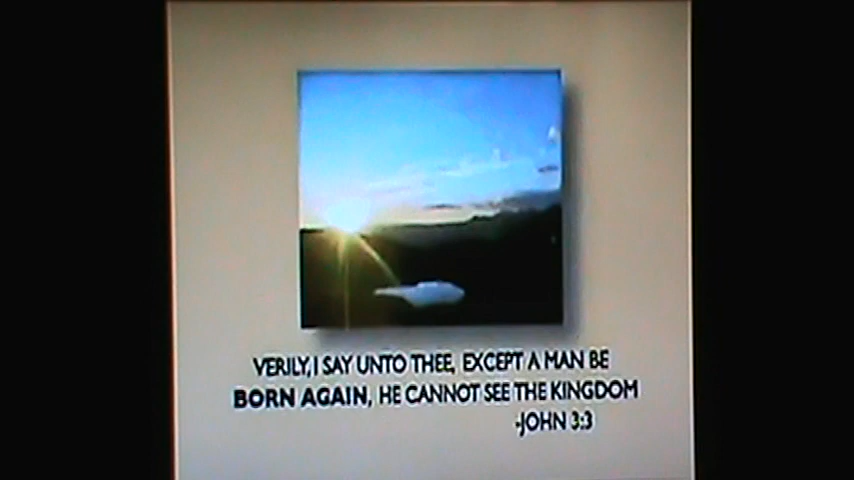 VERILY, I SAY UNTO THEE, EXCEPT A MAN BE
BORN AGAIN, HE CANNOT SEE THE KINGDOM
-JOHN 3:3